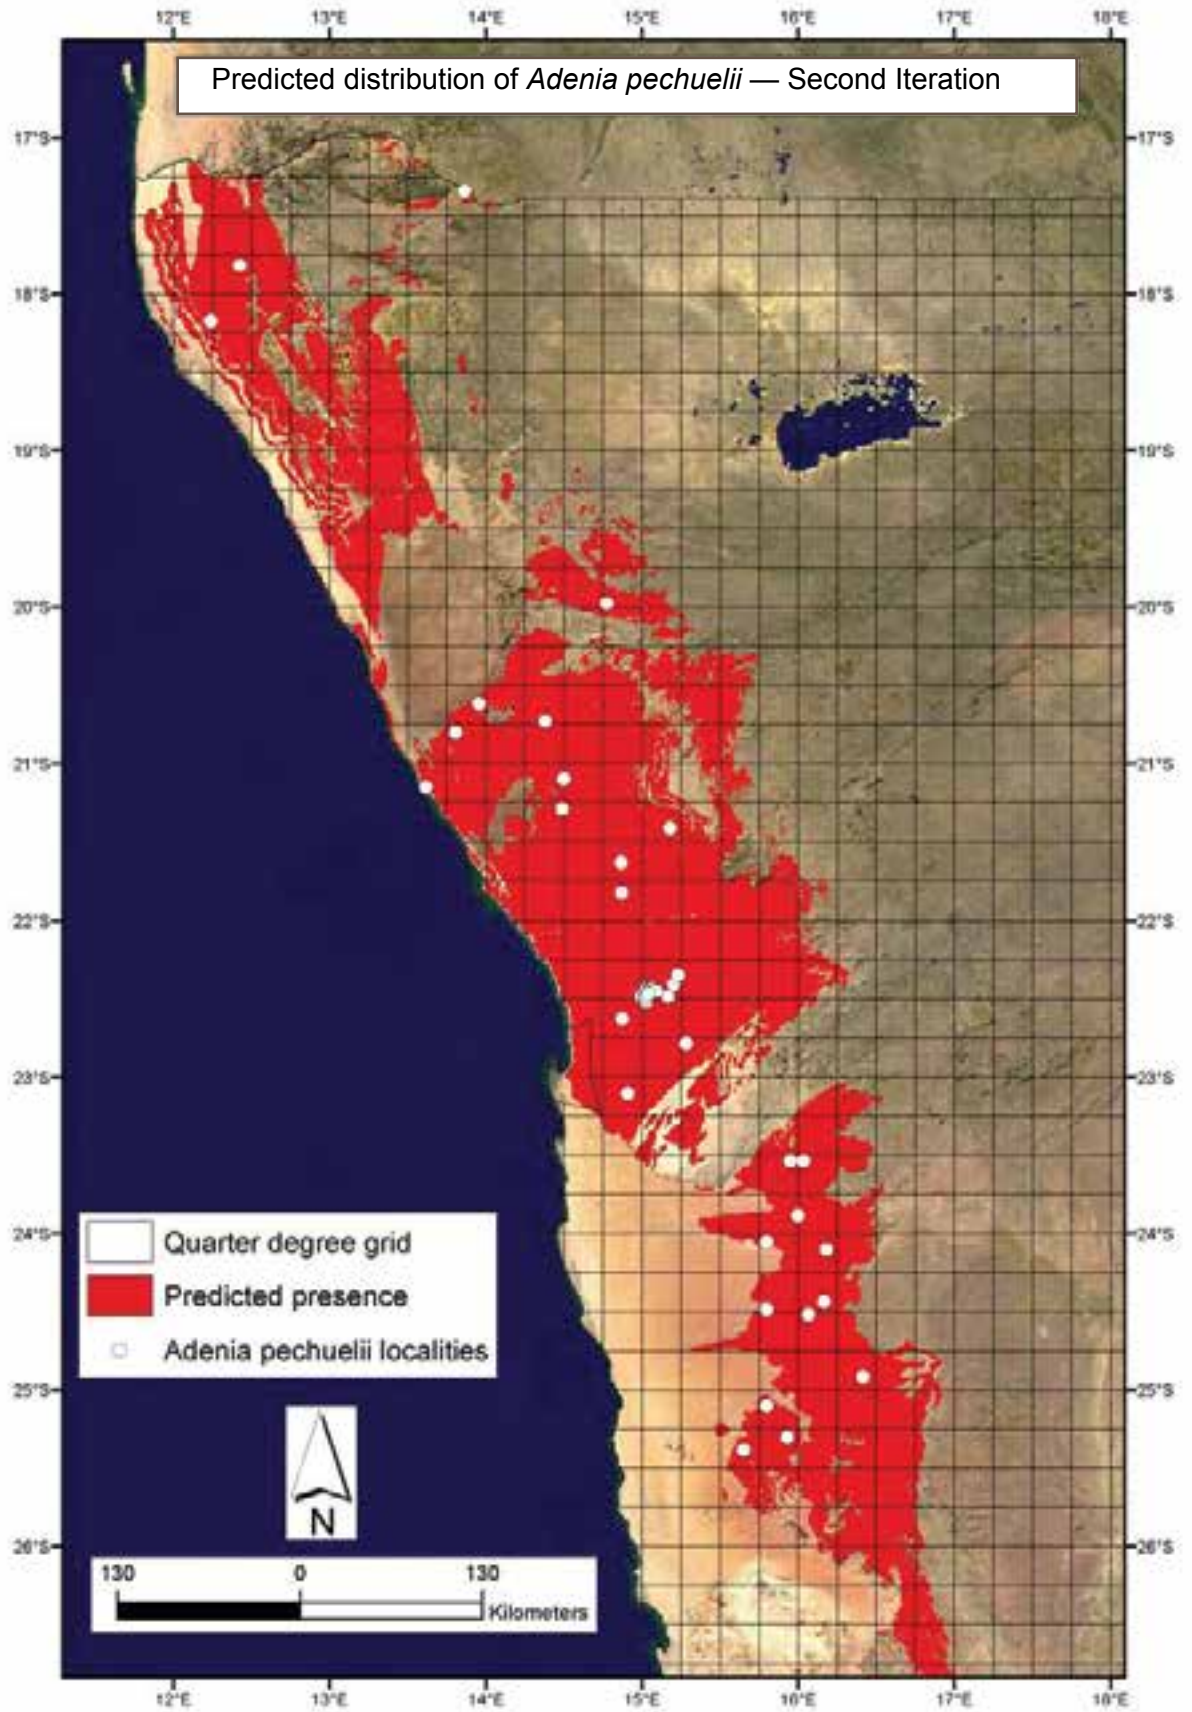 12°E 13°E 14°E 15°E 16°E 17°E 18°E
Predicted distribution of Adenia pechuelii — Second Iteration
17°S 17°S
18°S 18°S
19°S 19°S
20°S 20°S
21°S 21°S
22°S 22°S
23°S 23°S
24°S 24°S
Quarter degree grid
Predicted presence
Adenia pechuelii localities
25°S 25°S
N
26°S 26°S
130 0 130
Kilometers
12°E 13°E 14°E 15°E 16°E 17°E 18°E